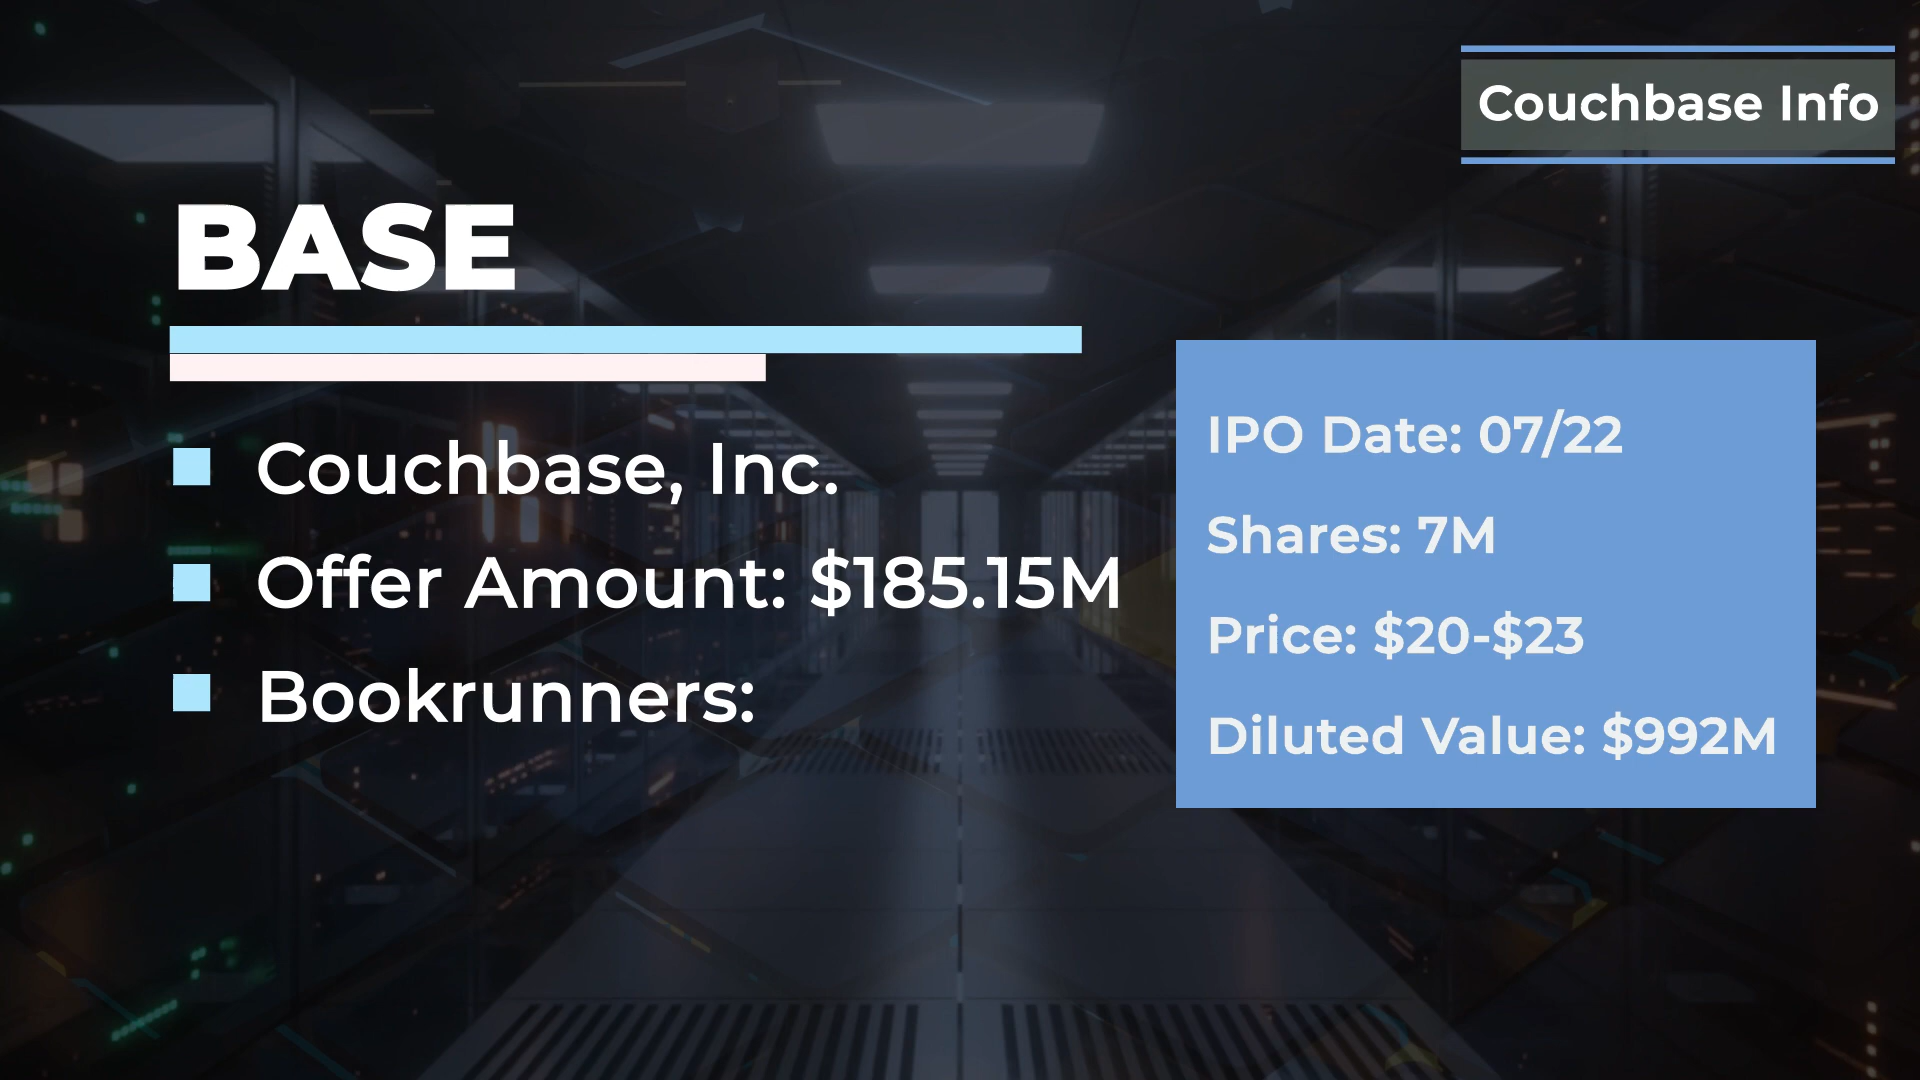 Couchbase Info
BASE
Couchbase, Inc.
Offer Amount: $185.15M
Bookrunners:
IPO Date: 07/22
Shares: 7M
Price: $20-$23
Diluted Value: $992M